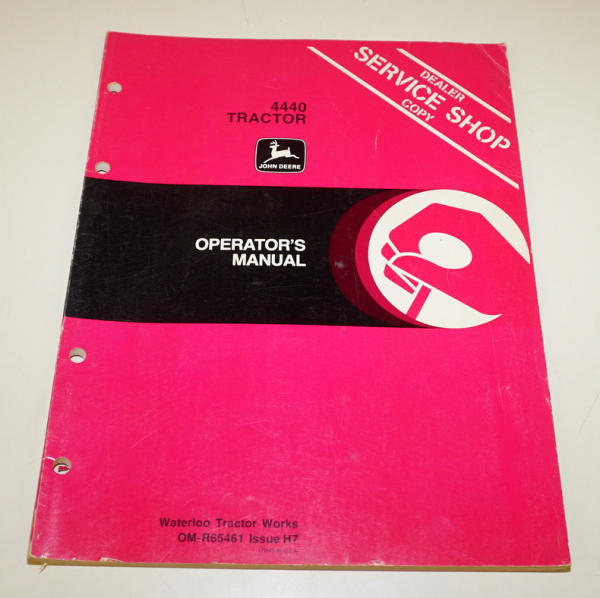 DEALER
SERVICE SHOP
COPY
4440
TRACTOR
JOHN DEERE
OPERATOR'S
MANUAL
Waterloo Tractor Works
OM-R65461 Issue H7